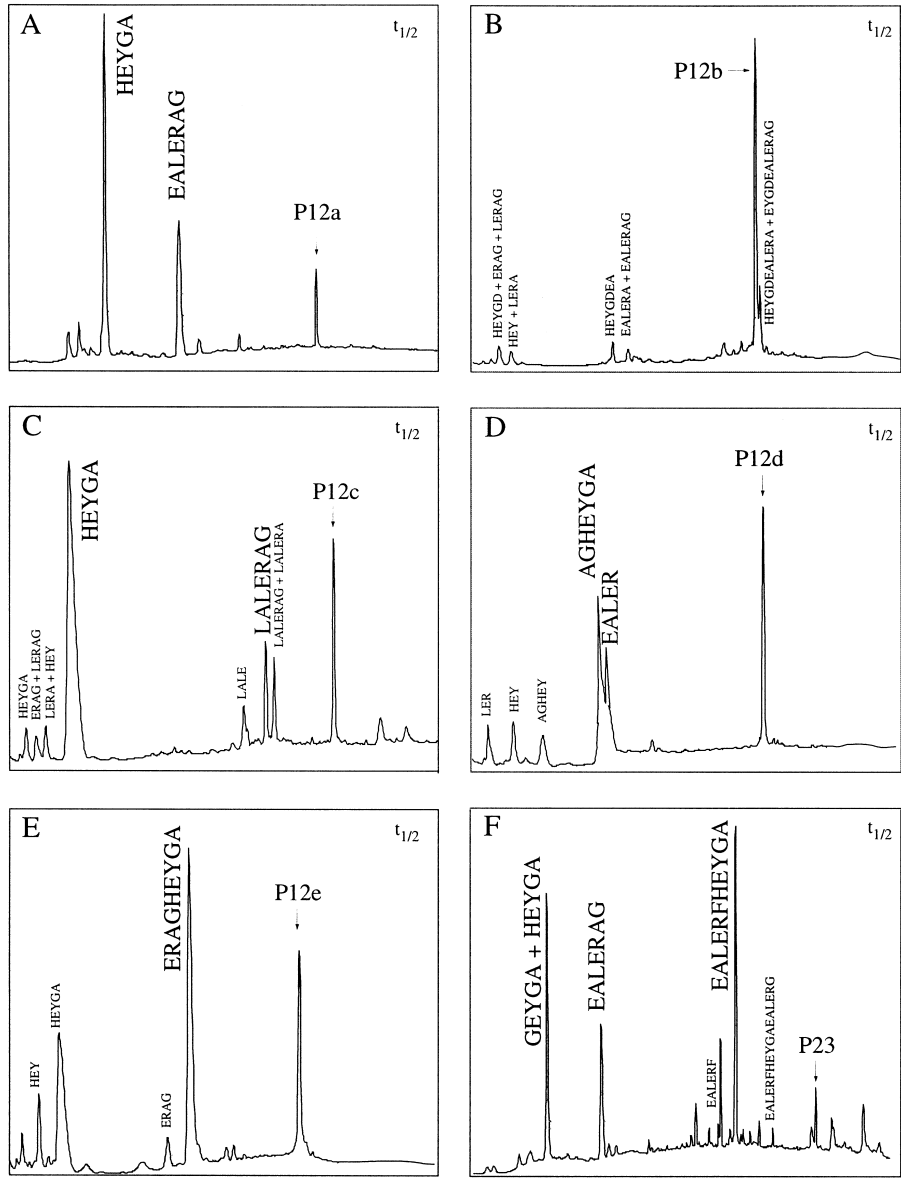 A
t1/2
HEYGA
EALERAG
P12a
B
t1/2
P12b
HEYGD + ERAG + LERAG
HEY + LERA
HEYGDEA
EALERA + EALERAG
HEYGDEALERA + EYGDEALERAG
C
t1/2
HEYGA
ERAG + LERAG
LERA + HEY
HEYGA
LALE
LALERAG
LALERAG + LALERA
P12c
D
t1/2
LER
HEY
AGHEY
AGHEYGA
EALER
P12d
E
t1/2
HEY
HEYGA
ERAG
ERAGHEYGA
P12e
F
t1/2
GEYGA + HEYGA
EALERAG
EALERF
EALERFHEYGA
EALERFHEYGAEALERG
P23